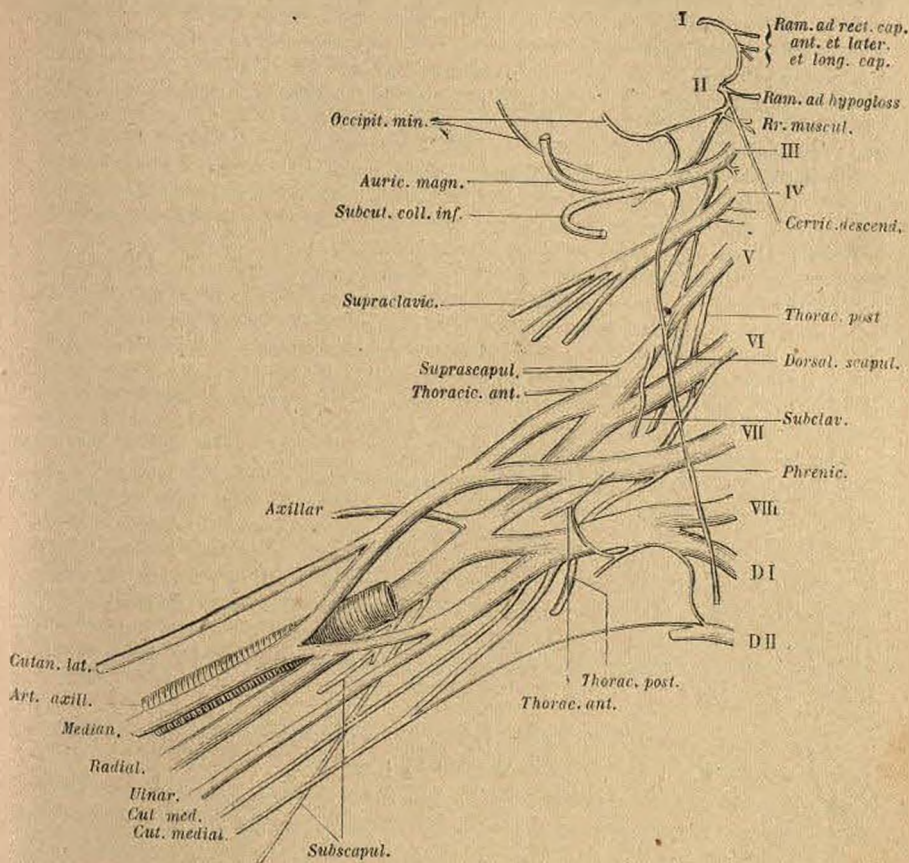 I
Ram. ad rect. cap.
ant. et later.
et long. cap.
II
Ram. ad hypogloss
Occipit. min.
Rr. muscul.
III
Auric. magn.
IV
Subcut. coll. inf.
Cervic. descend.
V
Supraclavic.
Thorac. post
VI
Dorsal. scapul.
Suprascapul.
Thoracic. ant.
Subclav.
VII
Phrenic.
Axillar
VIII
D I
D II
Cutan. lat.
Thorac. post.
Art. axill.
Thorac. ant.
Median.
Radial.
Ulnar.
Cut med.
Cut. medial.
Subscapul.